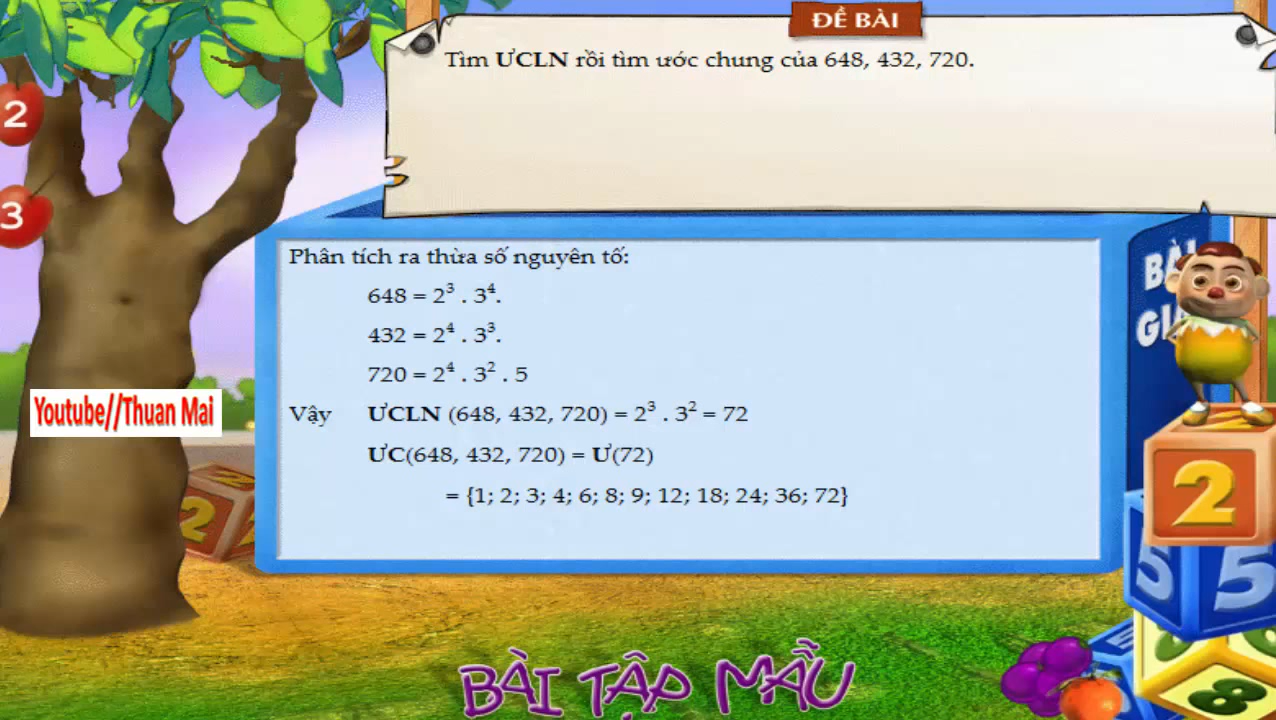 ĐỀ BÀI
Tìm ƯCLN rồi tìm ước chung của 648, 432, 720.
2
3
Phân tích ra thừa số nguyên tố:
648 = 2³ . 3⁴.
432 = 2⁴ . 3³.
720 = 2⁴ . 3² . 5
Vậy ƯCLN (648, 432, 720) = 2³ . 3² = 72
ƯC(648, 432, 720) = Ư(72)
= {1; 2; 3; 4; 6; 8; 9; 12; 18; 24; 36; 72}
Youtube//Thuan Mai
2
2
5
5
8
BÀI TẬP MẪU